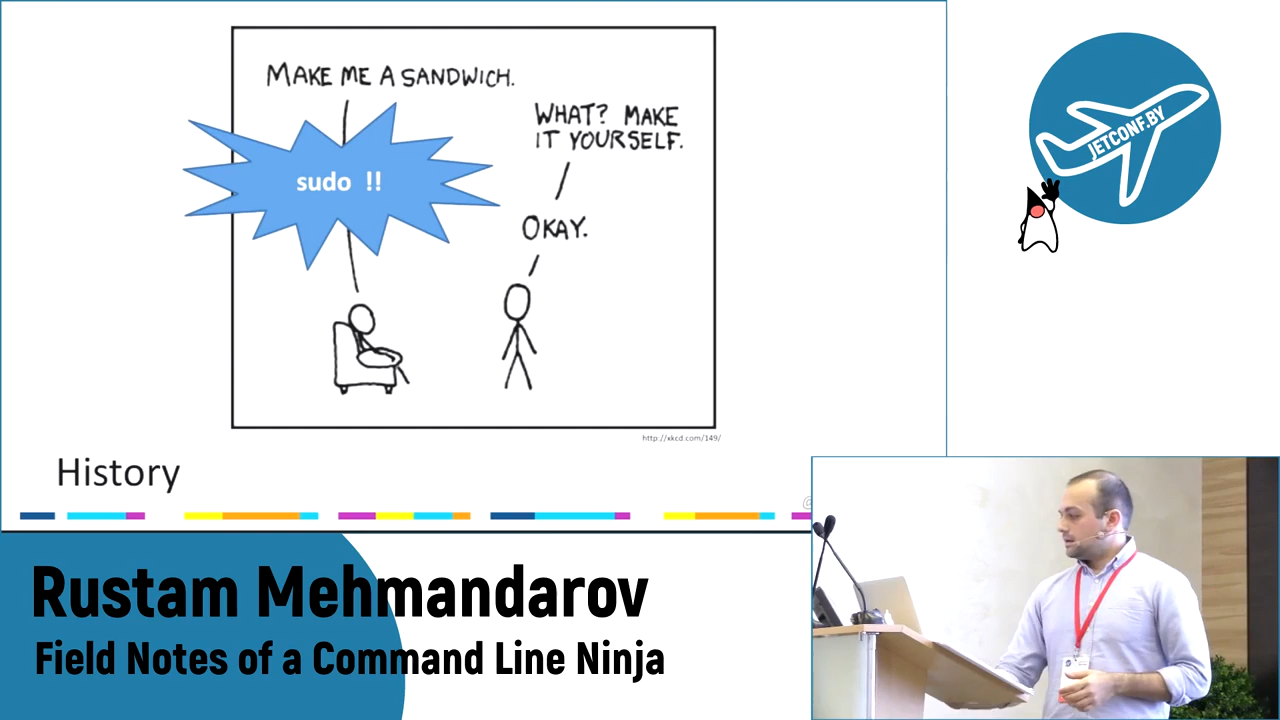 MAKE ME A SANDWICH.
WHAT? MAKE
IT YOURSELF.
sudo !!
OKAY.
http://xkcd.com/149/
History
@
JETCONF.BY
Rustam Mehmandarov
Field Notes of a Command Line Ninja